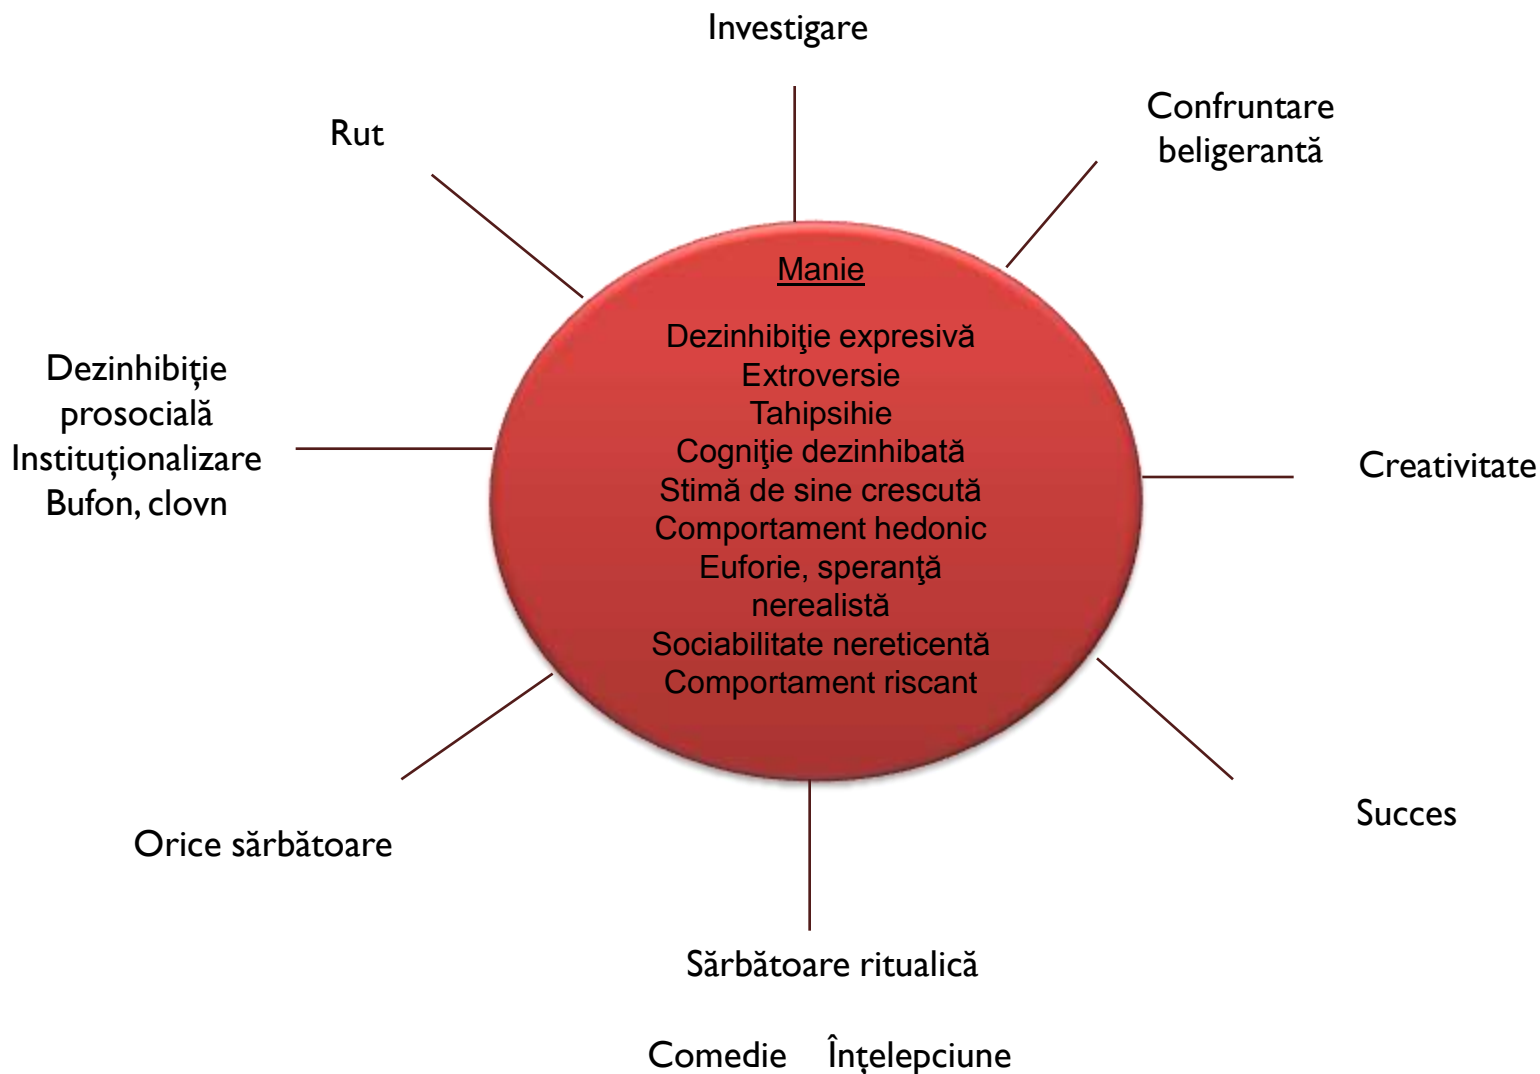 Investigare
Rut
Confruntare
beligerantă
Manie
Dezinhibiţie expresivă
Extroversie
Tahipsihie
Cogniţie dezinhibată
Stimă de sine crescută
Comportament hedonic
Euforie, speranţă
nerealistă
Sociabilitate nereticentă
Comportament riscant
Dezinhibiție
prosocială
Instituționalizare
Bufon, clovn
Creativitate
Orice sărbătoare
Succes
Sărbătoare ritualică
Comedie Înțelepciune